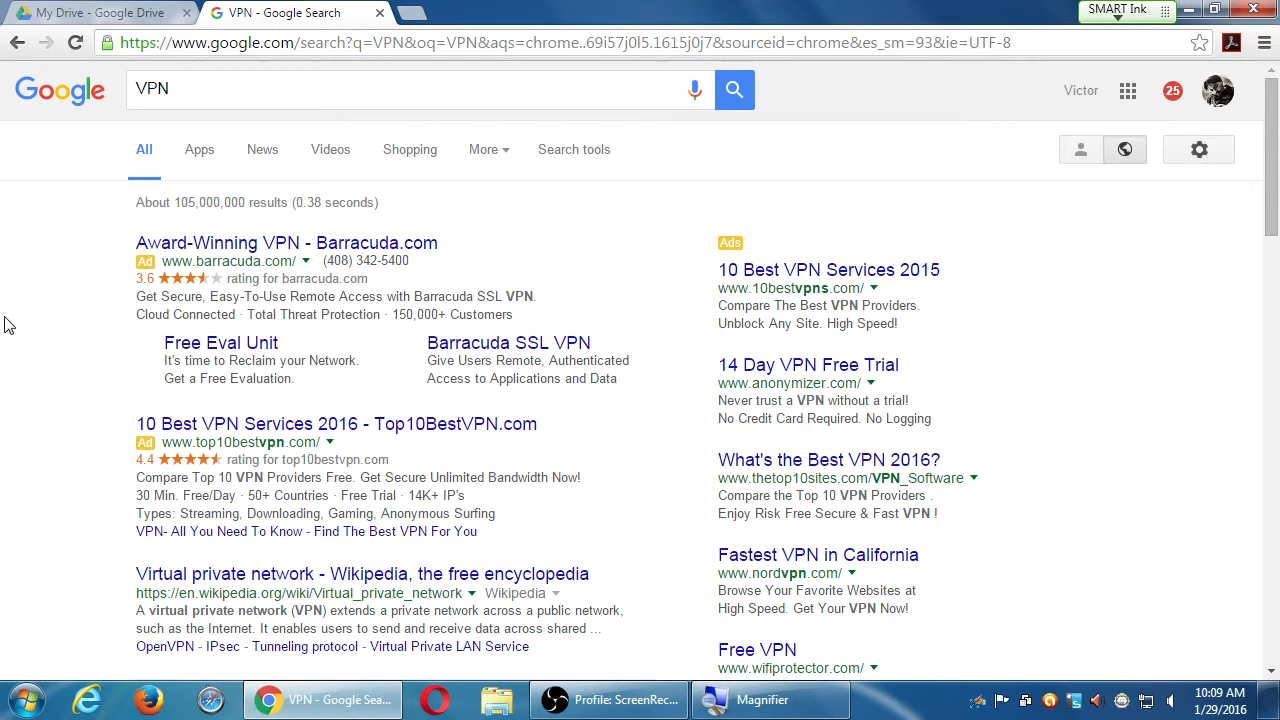 My Drive - Google Drive
VPN - Google Search
SMART Ink
https://www.google.com/search?q=VPN&oq=VPN&aqs=chrome..69i57j0l5.1615j0j7&sourceid=chrome&es_sm=93&ie=UTF-8
Google
VPN
Victor
25
All
Apps
News
Videos
Shopping
More
Search tools
About 105,000,000 results (0.38 seconds)
Award-Winning VPN - Barracuda.com
Ad www.barracuda.com/ (408) 342-5400
3.6 rating for barracuda.com
Get Secure, Easy-To-Use Remote Access with Barracuda SSL VPN.
Cloud Connected · Total Threat Protection · 150,000+ Customers
Free Eval Unit
It's time to Reclaim your Network.
Get a Free Evaluation.
Barracuda SSL VPN
Give Users Remote, Authenticated
Access to Applications and Data
10 Best VPN Services 2016 - Top10BestVPN.com
Ad www.top10bestvpn.com/
4.4 rating for top10bestvpn.com
Compare Top 10 VPN Providers Free. Get Secure Unlimited Bandwidth Now!
30 Min. Free/Day · 50+ Countries · Free Trial · 14K+ IP's
Types: Streaming, Downloading, Gaming, Anonymous Surfing
VPN- All You Need To Know - Find The Best VPN For You
Virtual private network - Wikipedia, the free encyclopedia
https://en.wikipedia.org/wiki/Virtual_private_network Wikipedia
A virtual private network (VPN) extends a private network across a public network,
such as the Internet. It enables users to send and receive data across shared ...
OpenVPN - IPsec - Tunneling protocol - Virtual Private LAN Service
Ads
10 Best VPN Services 2015
www.10bestvpns.com/
Compare The Best VPN Providers.
Unblock Any Site. High Speed!
14 Day VPN Free Trial
www.anonymizer.com/
Never trust a VPN without a trial!
No Credit Card Required. No Logging
What's the Best VPN 2016?
www.thetop10sites.com/VPN_Software
Compare the Top 10 VPN Providers .
Enjoy Risk Free Secure & Fast VPN !
Fastest VPN in California
www.nordvpn.com/
Browse Your Favorite Websites at
High Speed. Get Your VPN Now!
Free VPN
www.wifiprotector.com/
VPN - Google Sea...
Profile: ScreenRec...
Magnifier
10:09 AM
1/29/2016